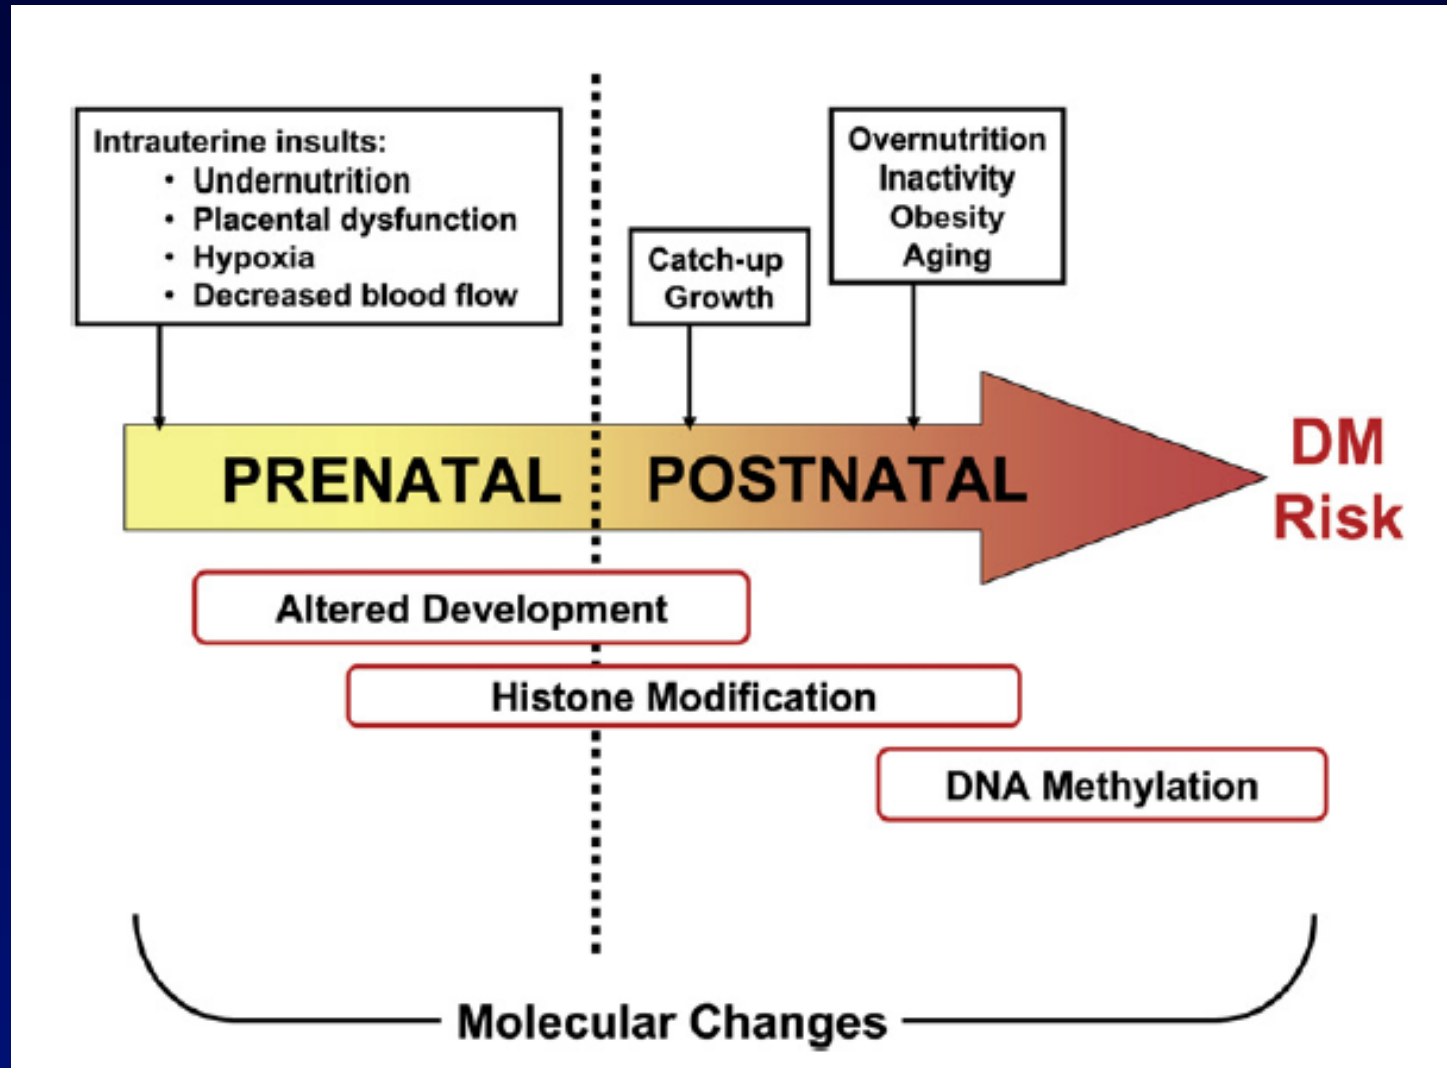 Intrauterine insults:
• Undernutrition
• Placental dysfunction
• Hypoxia
• Decreased blood flow
Catch-up
Growth
Overnutrition
Inactivity
Obesity
Aging
PRENATAL
POSTNATAL
DM
Risk
Altered Development
Histone Modification
DNA Methylation
Molecular Changes